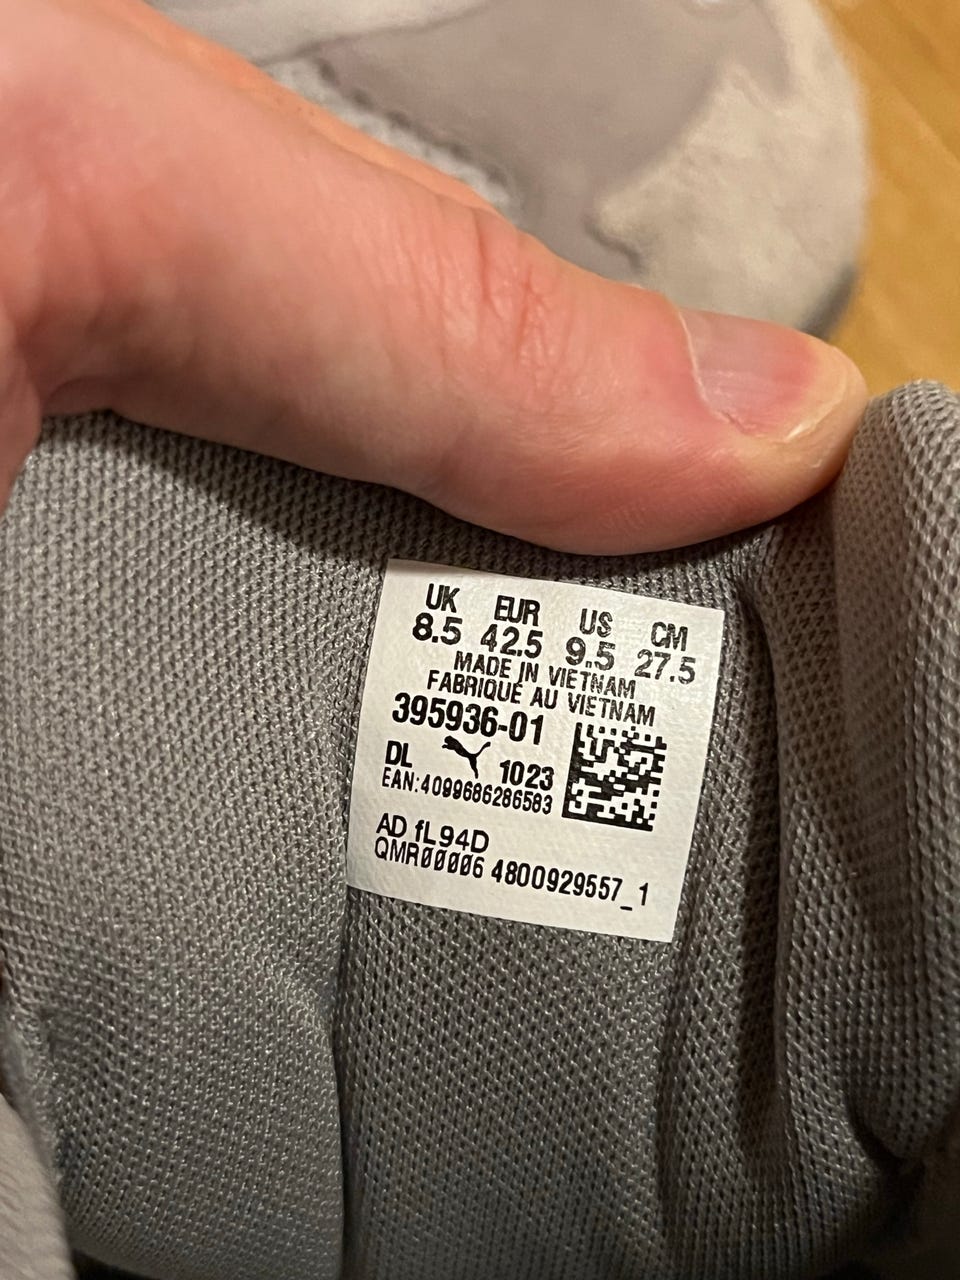 UK EUR US CM
8.5 42.5 9.5 27.5
MADE IN VIETNAM
FABRIQUÉ AU VIETNAM
395936-01
DL 1023
EAN:4099686286583
AD fL94D
QMR00006 4800929557_1